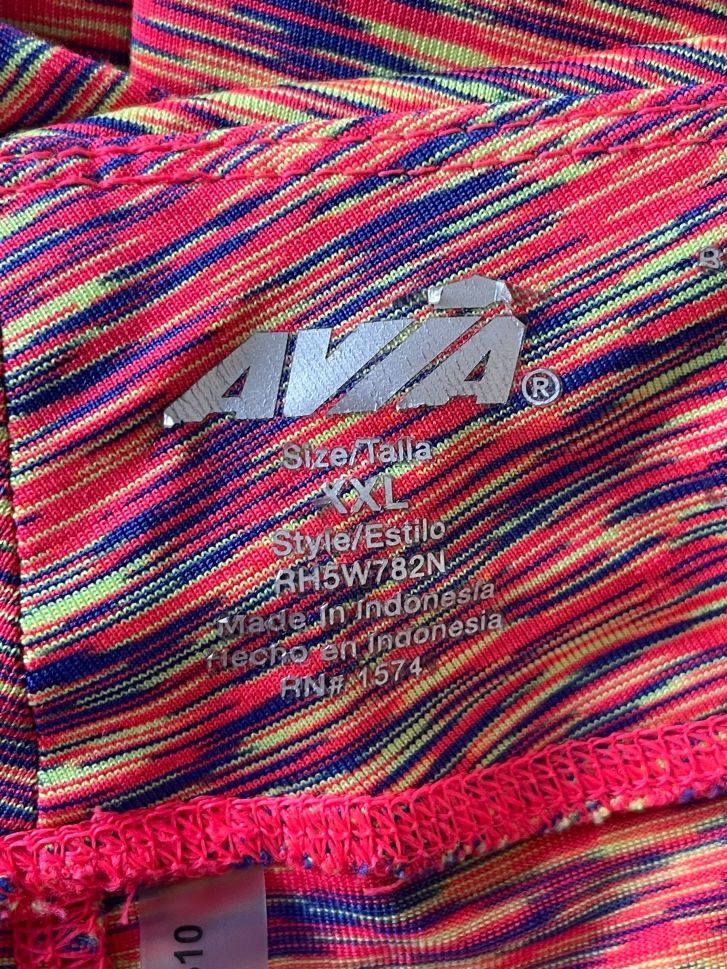 AVIA®
Size/Talla
XXL
Style/Estilo
RH5W782N
Made in Indonesia
Hecho en Indonesia
RN# 1574